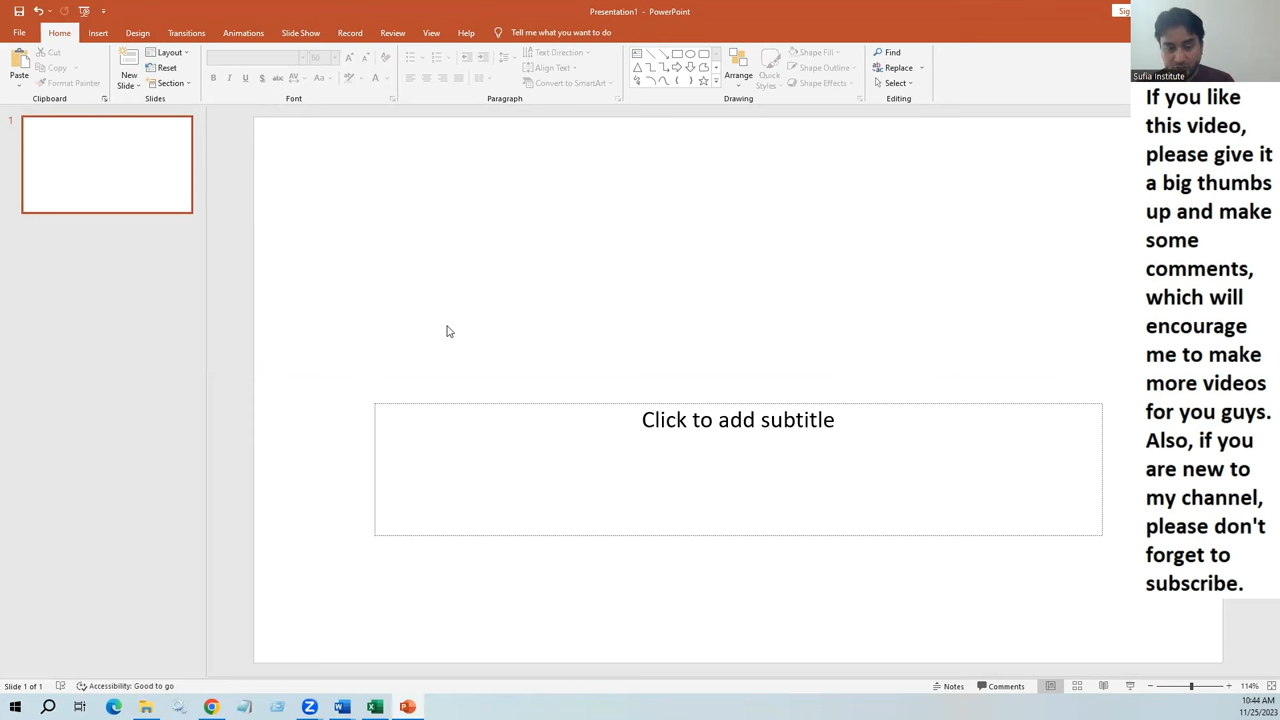 Presentation1 - PowerPoint
Sig
File Home Insert Design Transitions Animations Slide Show Record Review View Help Tell me what you want to do
Paste
Cut
Copy
Format Painter
Clipboard
New
Slide
Layout
Reset
Section
Slides
60
Aa
B I U S
A
Font
Text Direction
Align Text
Convert to SmartArt
Paragraph
Arrange
Quick
Styles
Shape Fill
Shape Outline
Shape Effects
Drawing
Find
Replace
Select
Editing
Sufia Institute
1
Click to add subtitle
If you like
this video,
please give it
a big thumbs
up and make
some
comments,
which will
encourage
me to make
more videos
for you guys.
Also, if you
are new to
my channel,
please don't
forget to
subscribe.
Slide 1 of 1
Accessibility: Good to go
Notes
Comments
114%
10:44 AM
11/25/2023